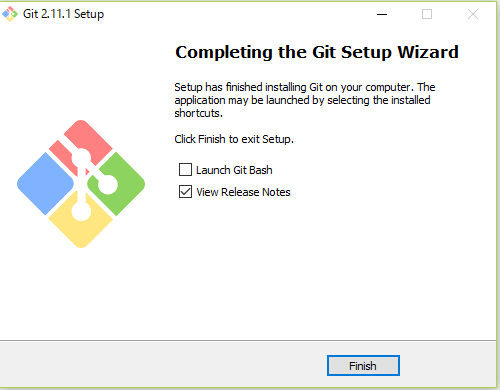 Git 2.11.1 Setup
Completing the Git Setup Wizard
Setup has finished installing Git on your computer. The
application may be launched by selecting the installed
shortcuts.
Click Finish to exit Setup.
Launch Git Bash
View Release Notes
Finish